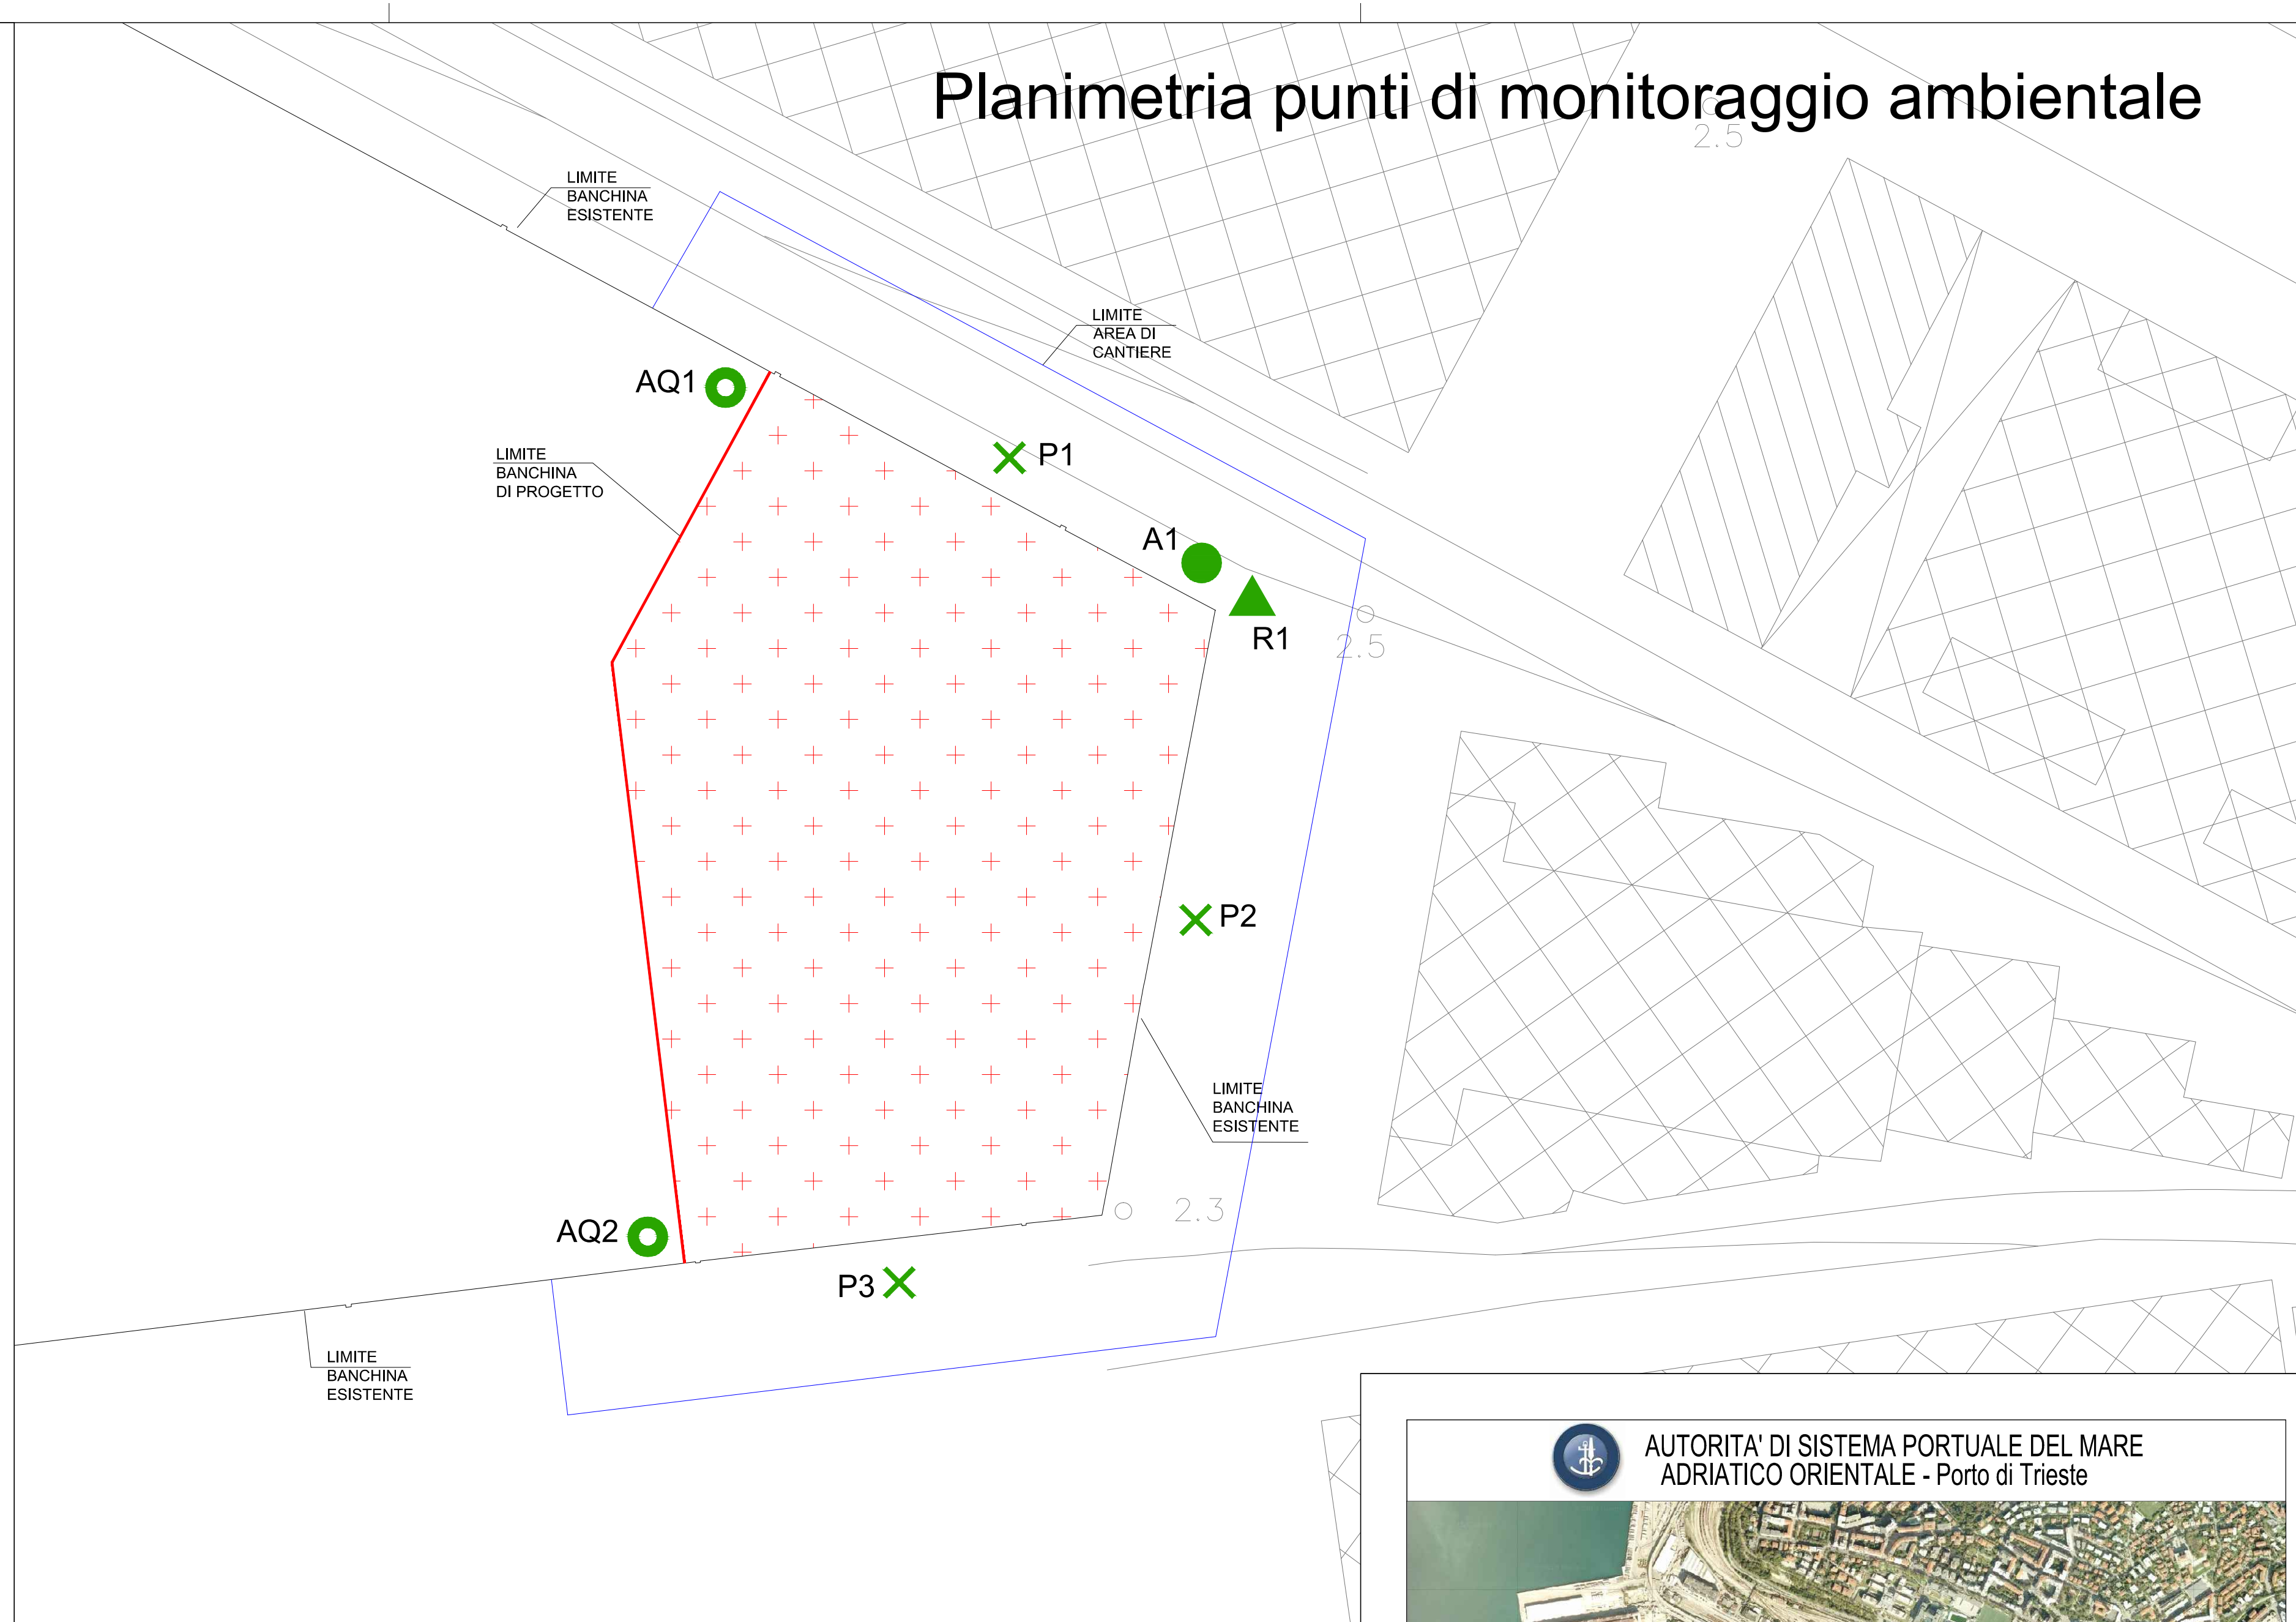 Planimetria punti di monitoraggio ambientale
2.5
LIMITE
BANCHINA
ESISTENTE
LIMITE
AREA DI
CANTIERE
AQ1
LIMITE
BANCHINA
DI PROGETTO
P1
A1
R1
2.5
P2
LIMITE
BANCHINA
ESISTENTE
2.3
AQ2
P3
LIMITE
BANCHINA
ESISTENTE
AUTORITA' DI SISTEMA PORTUALE DEL MARE
ADRIATICO ORIENTALE - Porto di Trieste